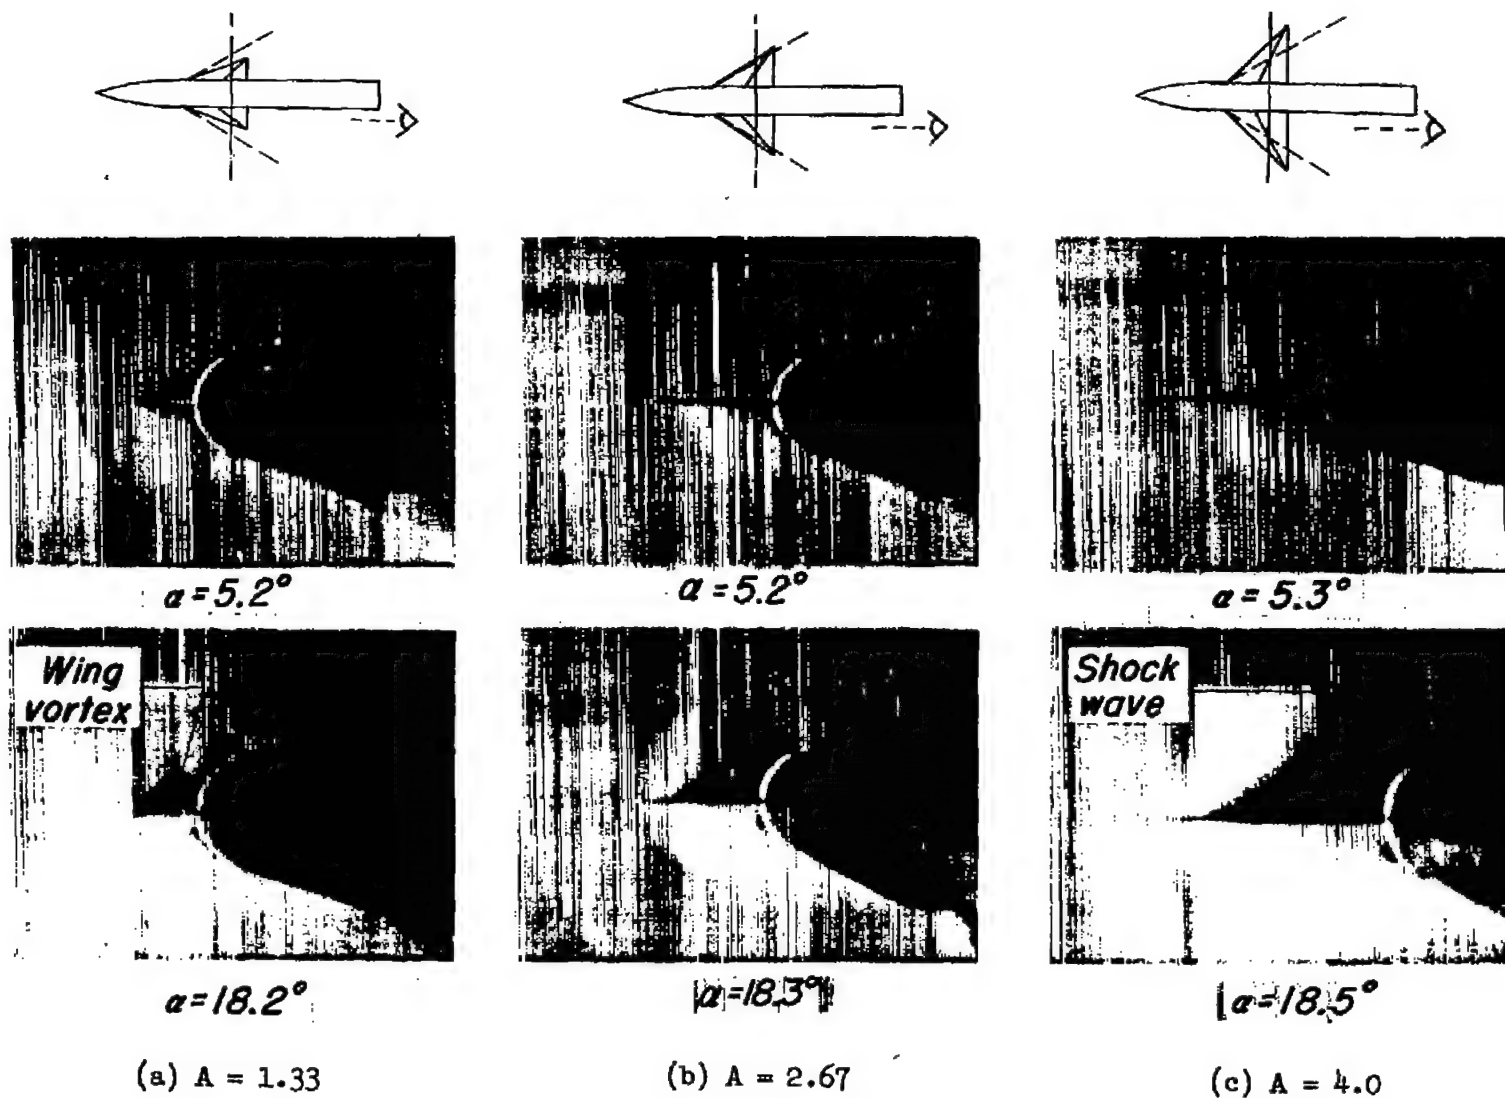 α=5.2°
α=5.2°
α=5.3°
Wing
vortex
Shock
wave
α=18.2°
α=18.3°
α=18.5°
(a) A = 1.33
(b) A = 2.67
(c) A = 4.0